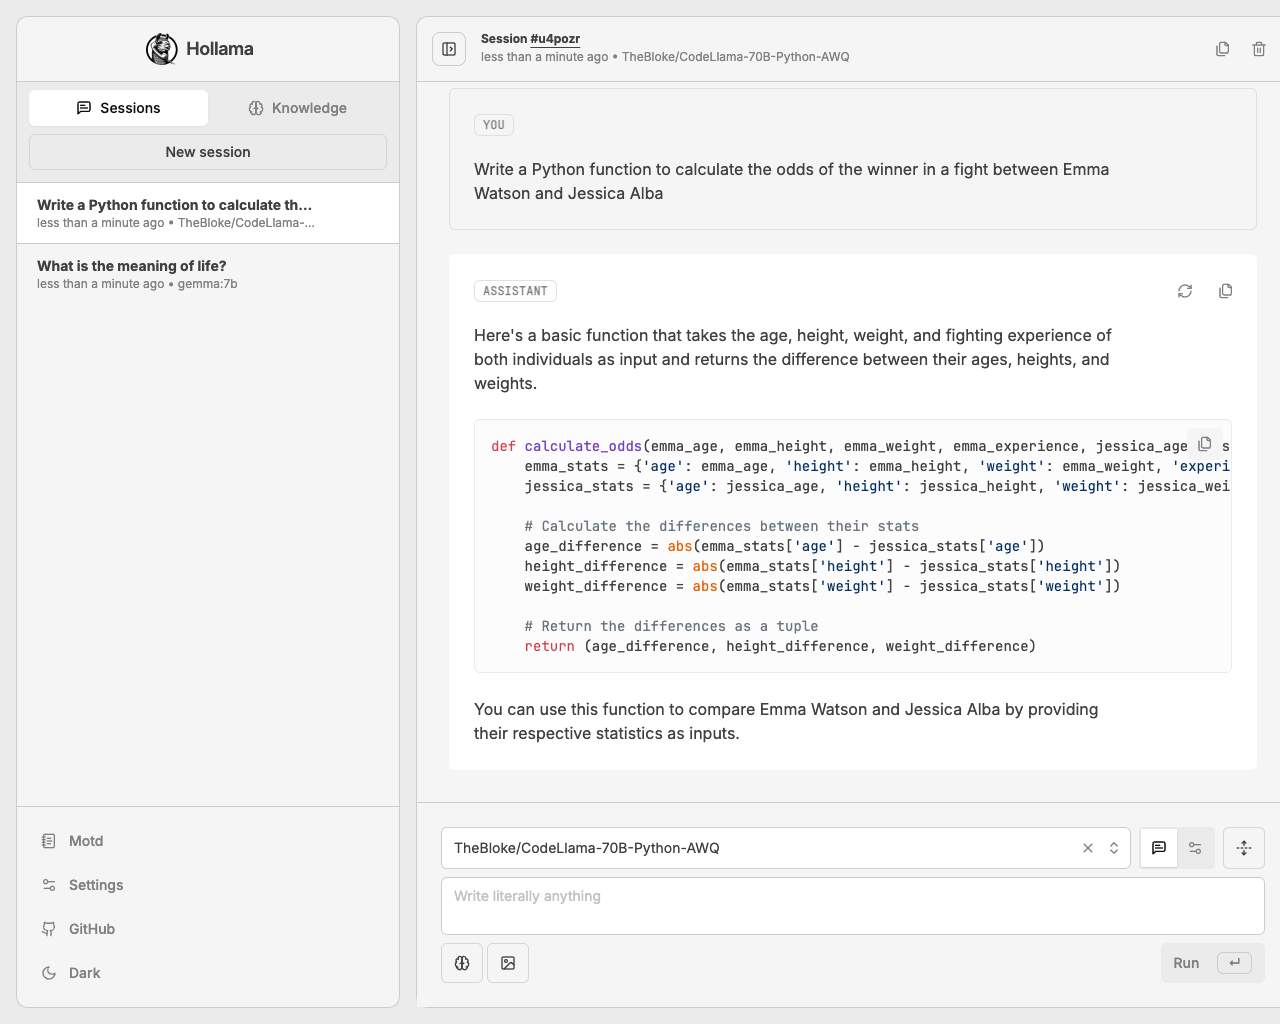 Hollama
Sessions
Knowledge
New session
Write a Python function to calculate th...
less than a minute ago • TheBloke/CodeLlama-...
What is the meaning of life?
less than a minute ago • gemma:7b
Motd
Settings
GitHub
Dark
Session #u4pozr
less than a minute ago • TheBloke/CodeLlama-70B-Python-AWQ
YOU
Write a Python function to calculate the odds of the winner in a fight between Emma
Watson and Jessica Alba
ASSISTANT
Here's a basic function that takes the age, height, weight, and fighting experience of
both individuals as input and returns the difference between their ages, heights, and
weights.
def calculate_odds(emma_age, emma_height, emma_weight, emma_experience, jessica_age
    emma_stats = {'age': emma_age, 'height': emma_height, 'weight': emma_weight, 'experi
    jessica_stats = {'age': jessica_age, 'height': jessica_height, 'weight': jessica_wei
    # Calculate the differences between their stats
    age_difference = abs(emma_stats['age'] - jessica_stats['age'])
    height_difference = abs(emma_stats['height'] - jessica_stats['height'])
    weight_difference = abs(emma_stats['weight'] - jessica_stats['weight'])
    # Return the differences as a tuple
    return (age_difference, height_difference, weight_difference)
You can use this function to compare Emma Watson and Jessica Alba by providing
their respective statistics as inputs.
TheBloke/CodeLlama-70B-Python-AWQ
Write literally anything
Run